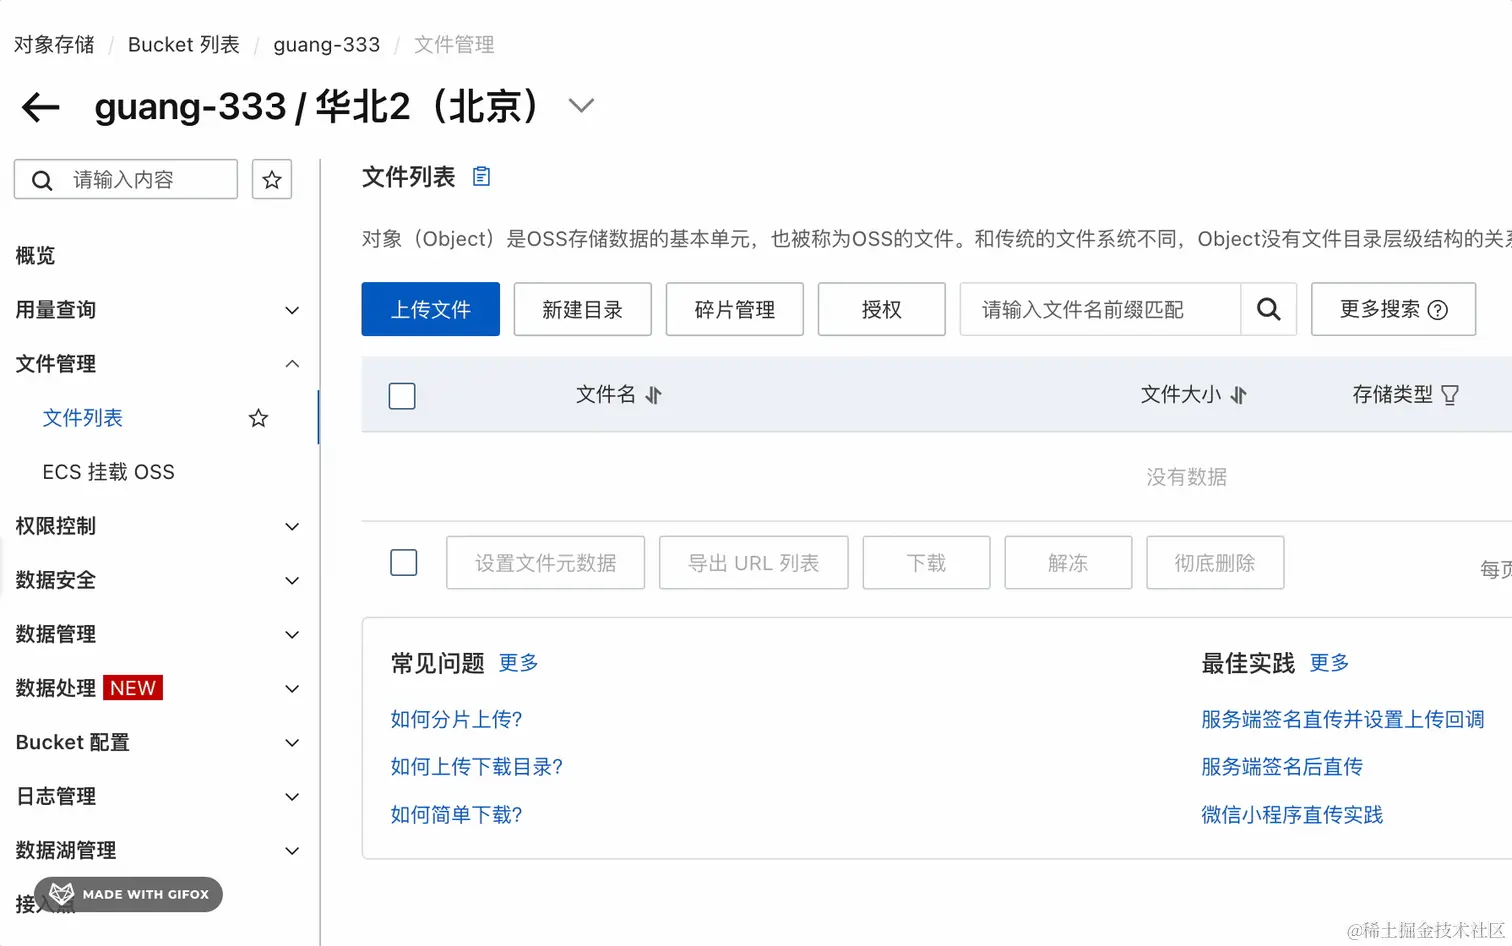 对象存储 / Bucket 列表 / guang-333 / 文件管理
guang-333 / 华北2（北京）
请输入内容
概览
用量查询
文件管理
文件列表
ECS 挂载 OSS
权限控制
数据安全
数据管理
数据处理 NEW
Bucket 配置
日志管理
数据湖管理
接入点
MADE WITH GIFOX
文件列表
对象（Object）是OSS存储数据的基本单元，也被称为OSS的文件。和传统的文件系统不同，Object没有文件目录层级结构的关
上传文件 新建目录 碎片管理 授权 请输入文件名前缀匹配 更多搜索
文件名 文件大小 存储类型
没有数据
设置文件元数据 导出 URL 列表 下载 解冻 彻底删除 每
常见问题 更多
如何分片上传?
如何上传下载目录?
如何简单下载?
最佳实践 更多
服务端签名直传并设置上传回调
服务端签名后直传
微信小程序直传实践
@稀土掘金技术社区